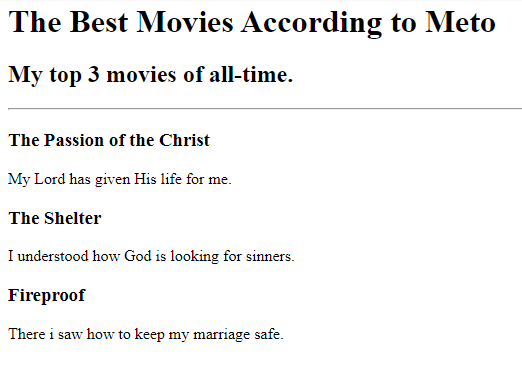 The Best Movies According to Meto
My top 3 movies of all-time.
The Passion of the Christ
My Lord has given His life for me.
The Shelter
I understood how God is looking for sinners.
Fireproof
There i saw how to keep my marriage safe.